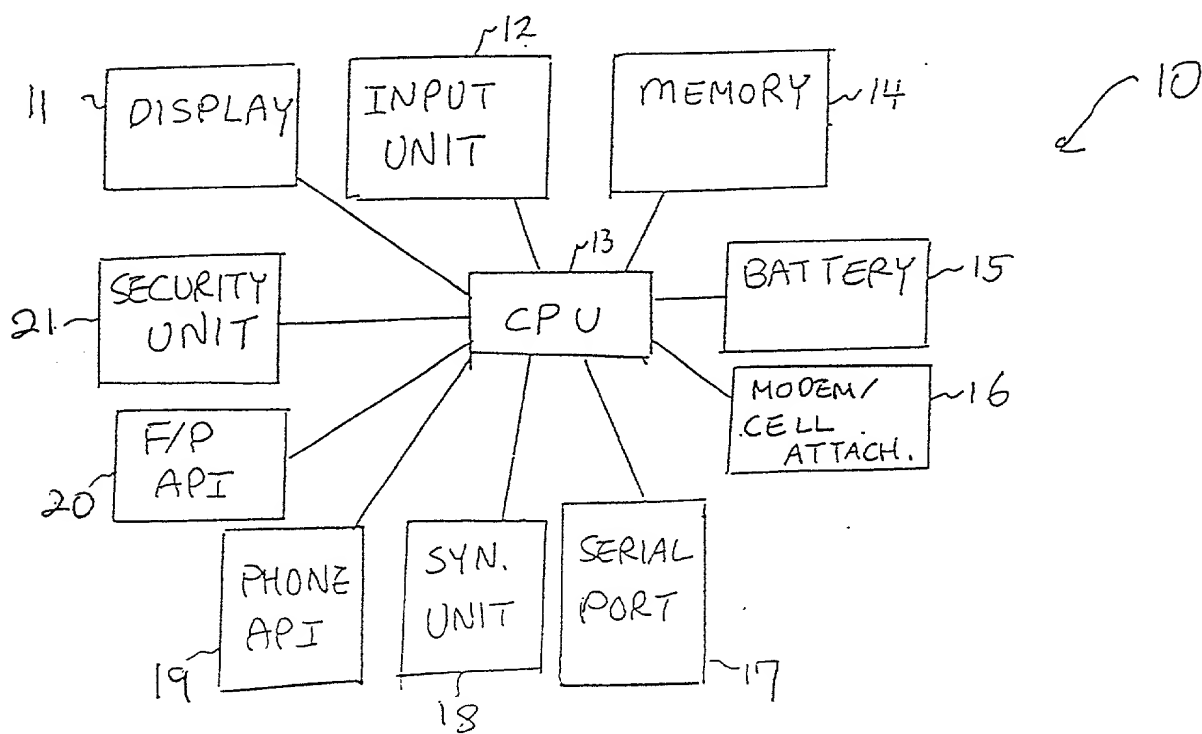 12
11 DISPLAY
INPUT
UNIT
MEMORY 14
10
13
SECURITY
UNIT
21
CPU
BATTERY 15
F/P
API
20
MODEM/
CELL
ATTACH.
16
PHONE
API
19
SYN.
UNIT
18
SERIAL
PORT
17